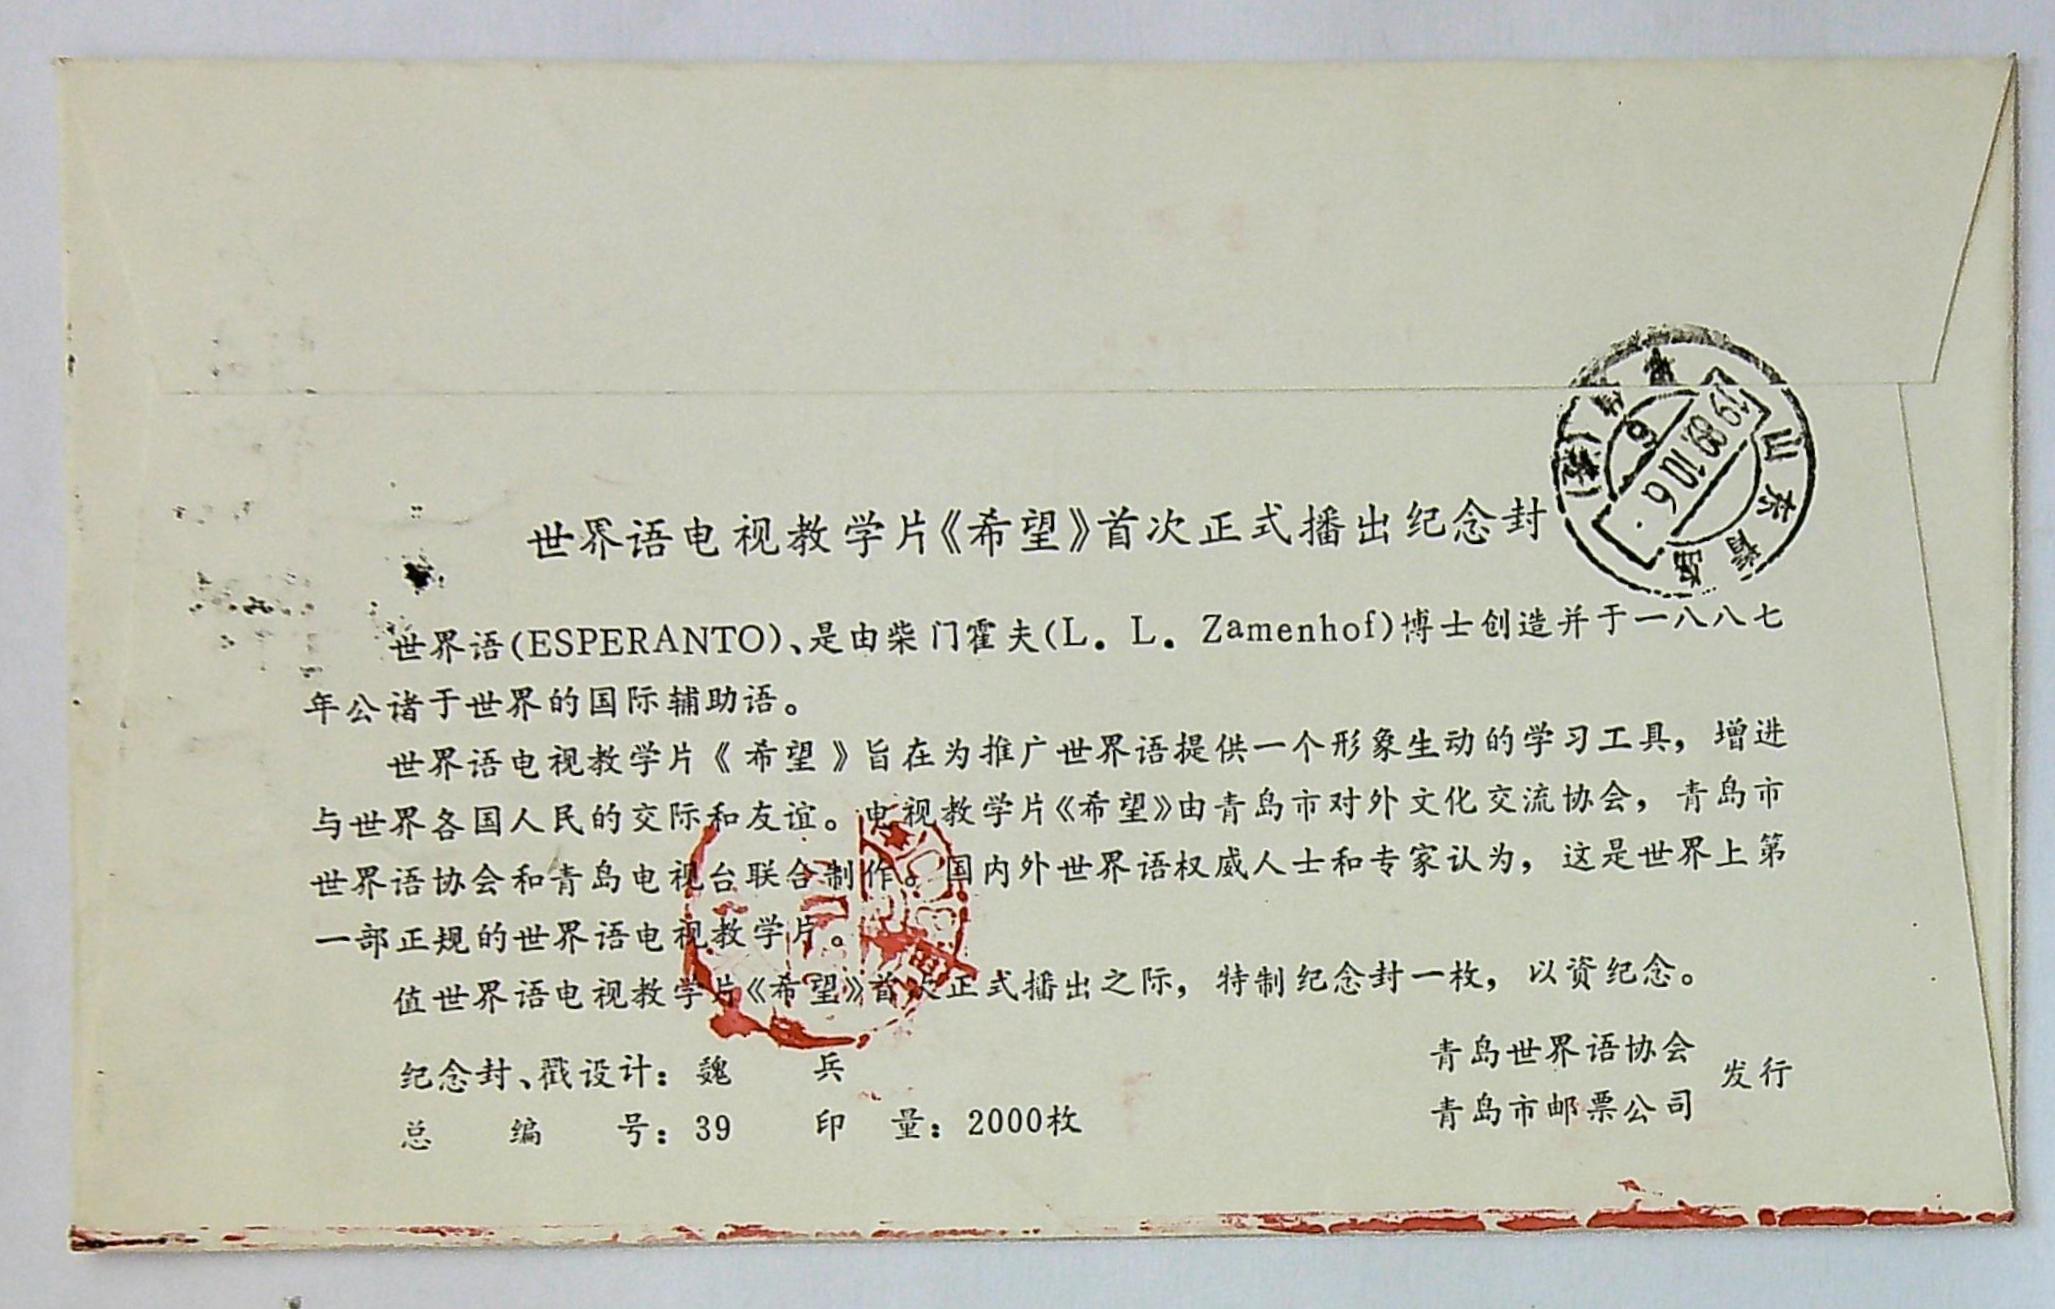 世界语电视教学片《希望》首次正式播出纪念封
世界语(ESPERANTO)、是由柴门霍夫(L. L. Zamenhof)博士创造并于一八八七
年公诸于世界的国际辅助语。
世界语电视教学片《希望》旨在为推广世界语提供一个形象生动的学习工具，增进
与世界各国人民的交际和友谊。电视教学片《希望》由青岛市对外文化交流协会，青岛市
世界语协会和青岛电视台联合制作。国内外世界语权威人士和专家认为，这是世界上第
一部正规的世界语电视教学片。
值世界语电视教学片《希望》首次正式播出之际，特制纪念封一枚，以资纪念。
纪念封、戳设计：魏 兵
总 编 号：39 印 量：2000枚
青岛世界语协会
青岛市邮票公司
发行
山东省
1988.10.6